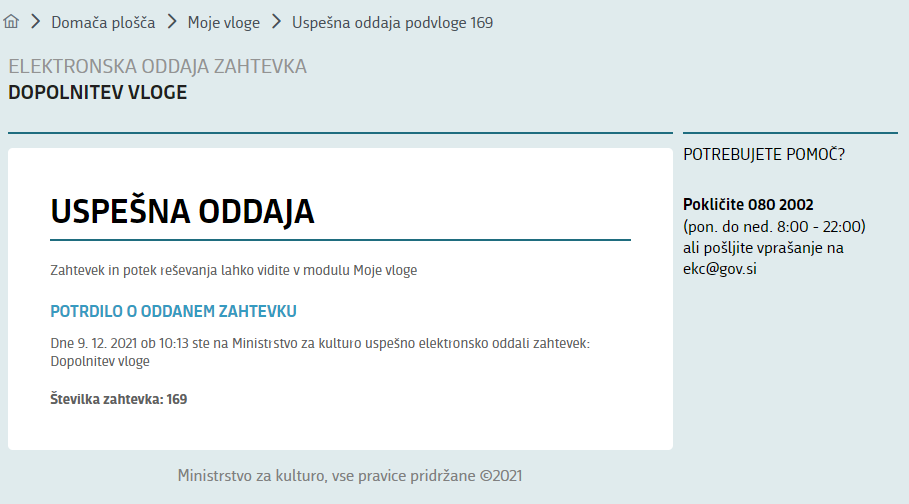 Domača plošča > Moje vloge > Uspešna oddaja podvloge 169
ELEKTRONSKA ODDAJA ZAHTEVKA
DOPOLNITEV VLOGE
USPEŠNA ODDAJA
Zahtevek in potek reševanja lahko vidite v modulu Moje vloge
POTRDILO O ODDANEM ZAHTEVKU
Dne 9. 12. 2021 ob 10:13 ste na Ministrstvo za kulturo uspešno elektronsko oddali zahtevek:
Dopolnitev vloge
Številka zahtevka: 169
POTREBUJETE POMOČ?
Pokličite 080 2002
(pon. do ned. 8:00 - 22:00)
ali pošljite vprašanje na
ekc@gov.si
Ministrstvo za kulturo, vse pravice pridržane ©2021